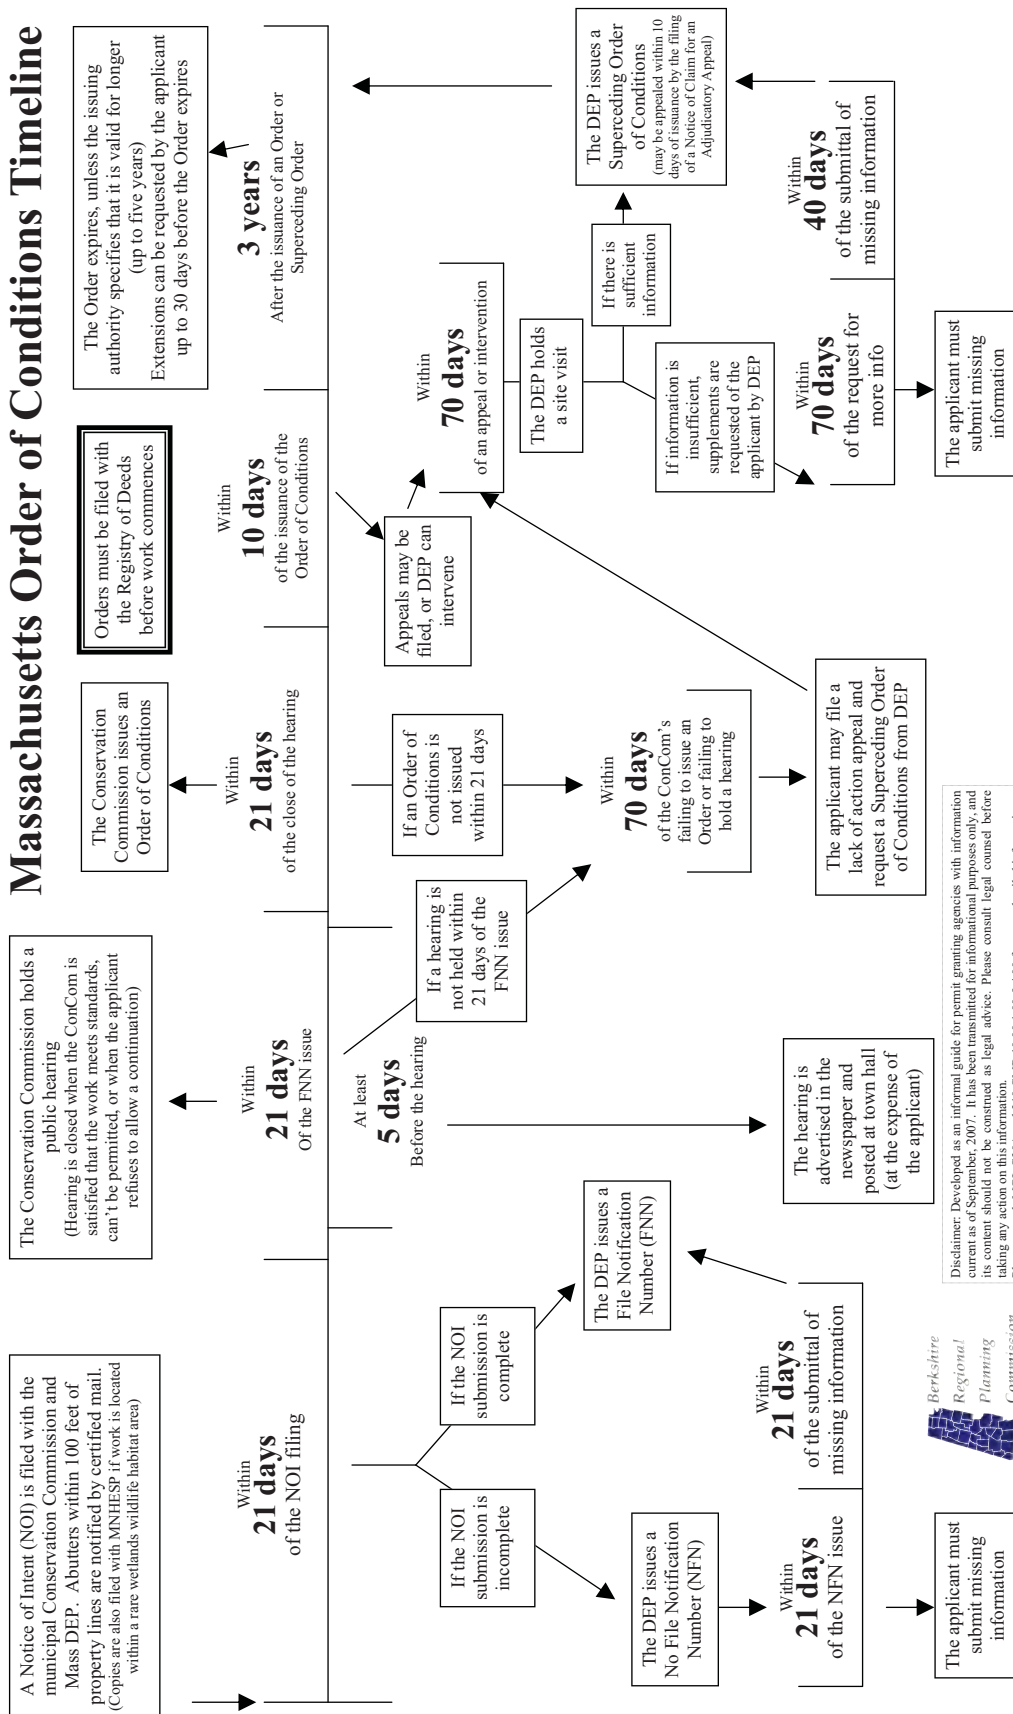 Massachusetts Order of Conditions Timeline
A Notice of Intent (NOI) is filed with the
municipal Conservation Commission and
Mass DEP. Abutters within 100 feet of
property lines are notified by certified mail.
(Copies are also filed with MNHESP if work is located
within a rare wetlands wildlife habitat area)
The Conservation Commission holds a
public hearing
(Hearing is closed when the ConCom is
satisfied that the work meets standards,
can't be permitted, or when the applicant
refuses to allow a continuation)
The Conservation
Commission issues an
Order of Conditions
Orders must be filed with
the Registry of Deeds
before work commences
The Order expires, unless the issuing
authority specifies that it is valid for longer
(up to five years)
Extensions can be requested by the applicant
up to 30 days before the Order expires
Within
21 days
of the NOI filing
Within
21 days
Of the FNN issue
Within
21 days
of the close of the hearing
Within
10 days
of the issuance of the
Order of Conditions
3 years
After the issuance of an Order or
Superceding Order
If the NOI
submission is
incomplete
If the NOI
submission is
complete
At least
5 days
Before the hearing
If a hearing is
not held within
21 days of the
FNN issue
If an Order of
Conditions is
not issued
within 21 days
Appeals may be
filed, or DEP can
intervene
Within
70 days
of an appeal or intervention
The DEP holds
a site visit
If there is
sufficient
information
The DEP issues a
Superceding Order
of Conditions
(may be appealed within 10
days of issuance by the filing
of a Notice of Claim for an
Adjudicatory Appeal)
The DEP issues a
No File Notification
Number (NFN)
The DEP issues a
File Notification
Number (FNN)
Within
70 days
of the ConCom's
failing to issue an
Order or failing to
hold a hearing
If information is
insufficient,
supplements are
requested of the
applicant by DEP
Within
21 days
of the NFN issue
Within
21 days
of the submittal of
missing information
The hearing is
advertised in the
newspaper and
posted at town hall
(at the expense of
the applicant)
The applicant may file a
lack of action appeal and
request a Superceding Order
of Conditions from DEP
Within
70 days
of the request for
more info
Within
40 days
of the submittal of
missing information
The applicant must
submit missing
information
The applicant must
submit missing
information
Berkshire
Regional
Planning
Commission
Disclaimer: Developed as an informal guide for permit granting agencies with information
current as of September, 2007. It has been transmitted for informational purposes only, and
its content should not be construed as legal advice. Please consult legal counsel before
taking any action on this information.